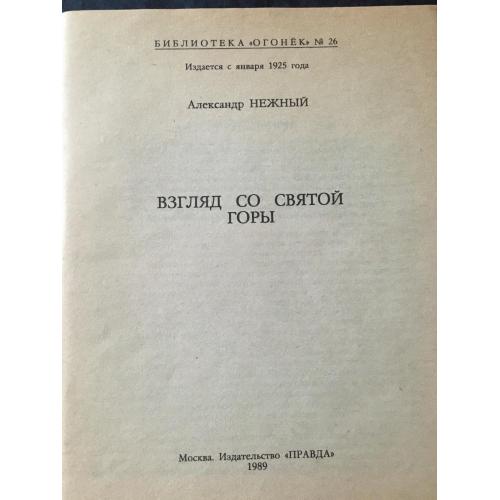 БИБЛИОТЕКА «ОГОНЁК» № 26
Издается с января 1925 года
Александр НЕЖНЫЙ
ВЗГЛЯД СО СВЯТОЙ
ГОРЫ
Москва. Издательство «ПРАВДА»
1989